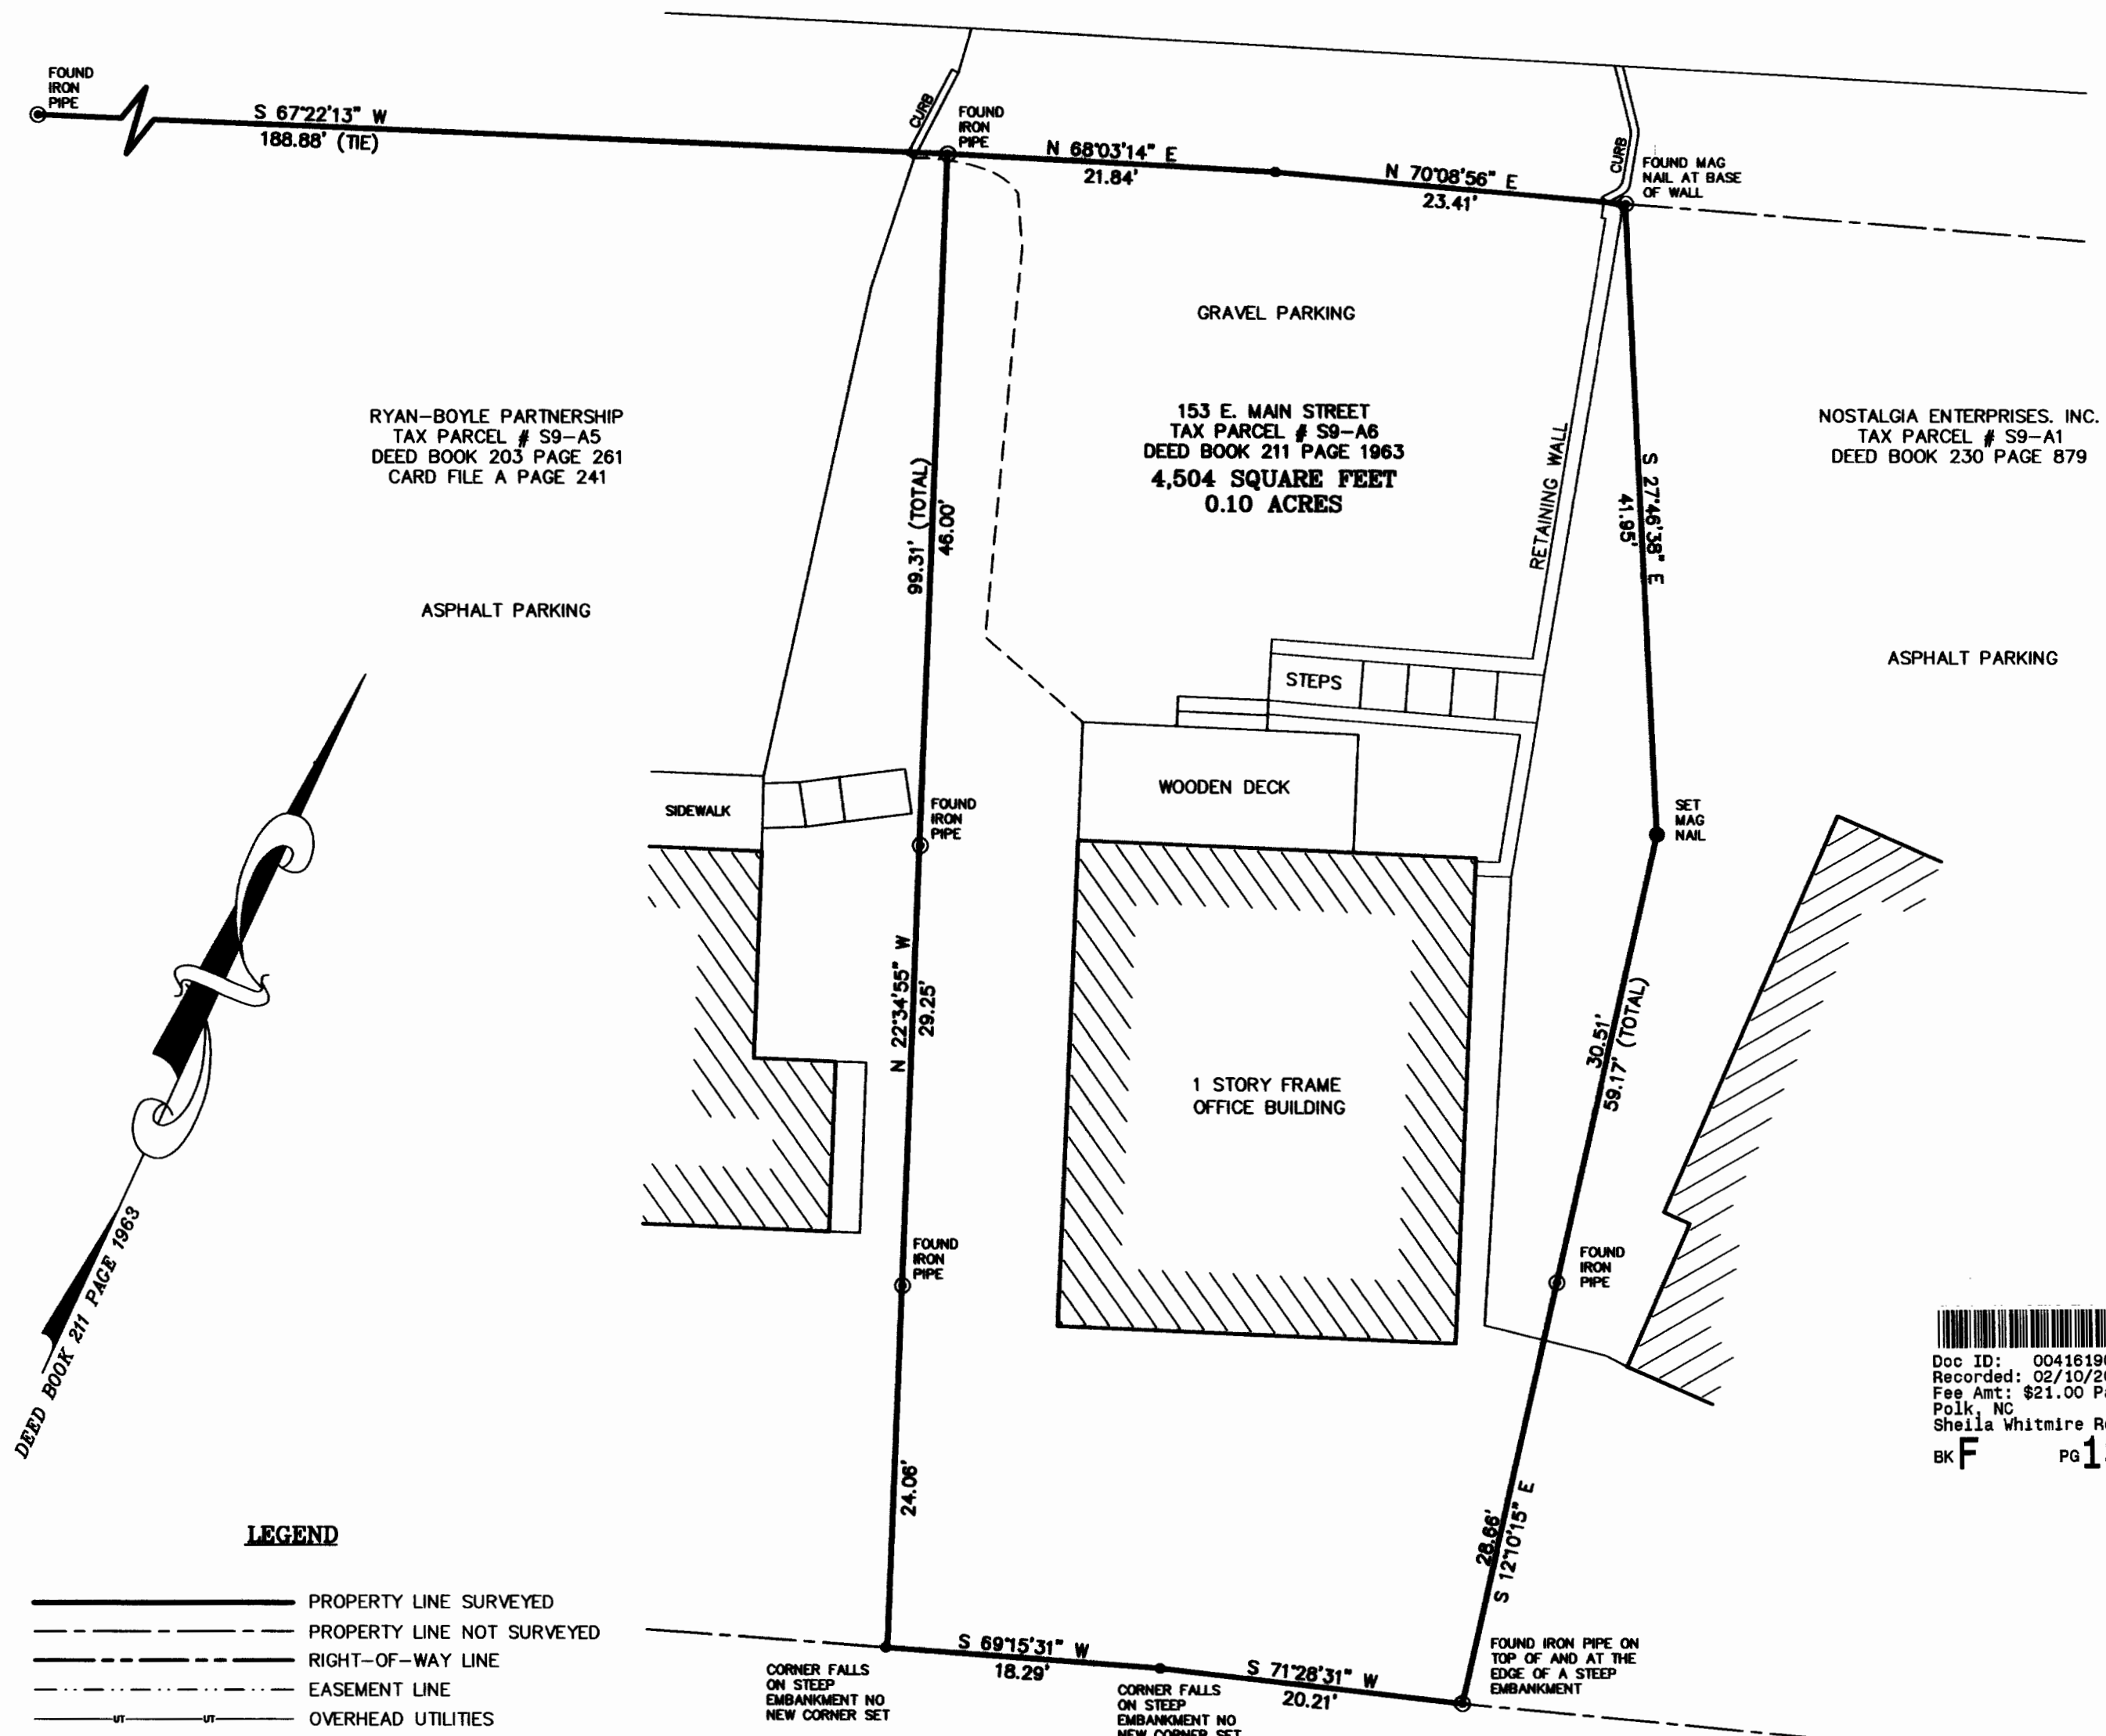 FOUND
IRON
PIPE
S 67°22'13" W
188.88' (TIE)
CURB
FOUND
IRON
PIPE
N 68°03'14" E
21.84'
N 70°08'56" E
23.41'
CURB
FOUND MAG
NAIL AT BASE
OF WALL
GRAVEL PARKING
RYAN-BOYLE PARTNERSHIP
TAX PARCEL # S9-A5
DEED BOOK 203 PAGE 261
CARD FILE A PAGE 241
153 E. MAIN STREET
TAX PARCEL # S9-A6
DEED BOOK 211 PAGE 1963
4,504 SQUARE FEET
0.10 ACRES
NOSTALGIA ENTERPRISES. INC.
TAX PARCEL # S9-A1
DEED BOOK 230 PAGE 879
99.31' (TOTAL)
46.00'
RETAINING WALL
S 27°46'38" E
41.95'
ASPHALT PARKING
ASPHALT PARKING
STEPS
WOODEN DECK
SIDEWALK
FOUND
IRON
PIPE
SET
MAG
NAIL
N 22°34'55" W
29.25'
30.51'
59.17' (TOTAL)
1 STORY FRAME
OFFICE BUILDING
FOUND
IRON
PIPE
FOUND
IRON
PIPE
DEED BOOK 211 PAGE 1963
Doc ID: 0041619
Recorded: 02/10/20
Fee Amt: $21.00
Polk, NC
Sheila Whitmire
BK F PG 1
24.06'
28.66'
S 12°10'15" E
LEGEND
PROPERTY LINE SURVEYED
PROPERTY LINE NOT SURVEYED
RIGHT-OF-WAY LINE
EASEMENT LINE
UT UT OVERHEAD UTILITIES
S 69°15'31" W
18.29'
S 71°28'31" W
20.21'
CORNER FALLS
ON STEEP
EMBANKMENT NO
NEW CORNER SET
CORNER FALLS
ON STEEP
EMBANKMENT NO
NEW CORNER SET
FOUND IRON PIPE ON
TOP OF AND AT THE
EDGE OF A STEEP
EMBANKMENT